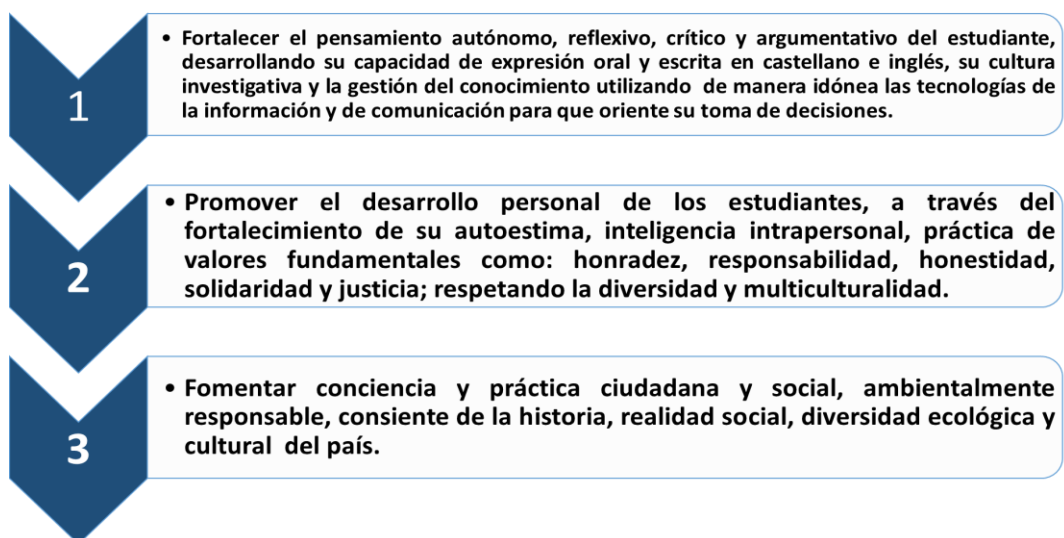 1
• Fortalecer el pensamiento autónomo, reflexivo, crítico y argumentativo del estudiante,
desarrollando su capacidad de expresión oral y escrita en castellano e inglés, su cultura
investigativa y la gestión del conocimiento utilizando de manera idónea las tecnologías de
la información y de comunicación para que oriente su toma de decisiones.
2
• Promover el desarrollo personal de los estudiantes, a través del
fortalecimiento de su autoestima, inteligencia intrapersonal, práctica de
valores fundamentales como: honradez, responsabilidad, honestidad,
solidaridad y justicia; respetando la diversidad y multiculturalidad.
3
• Fomentar conciencia y práctica ciudadana y social, ambientalmente
responsable, consiente de la historia, realidad social, diversidad ecológica y
cultural del país.